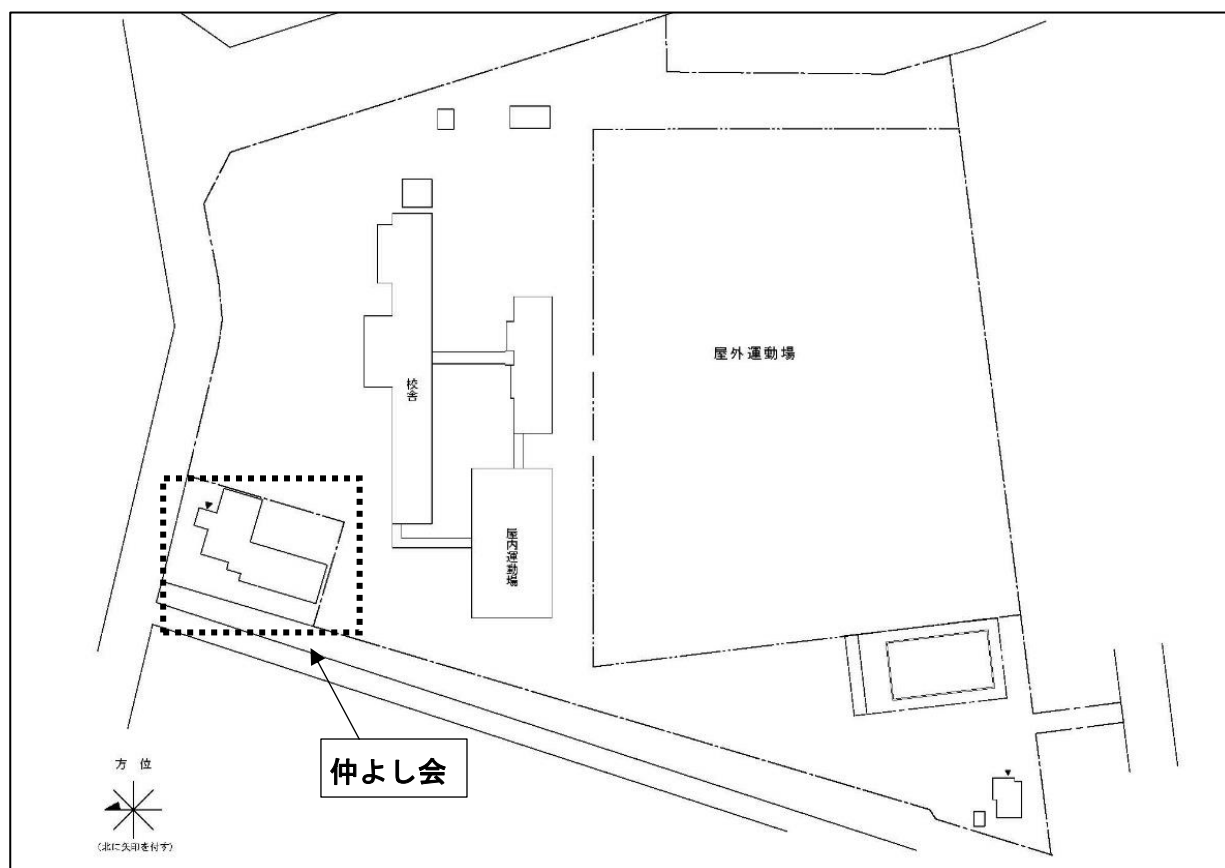 屋外運動場
校舎
屋内運動場
仲よし会
方 位
(北に矢印を付す)